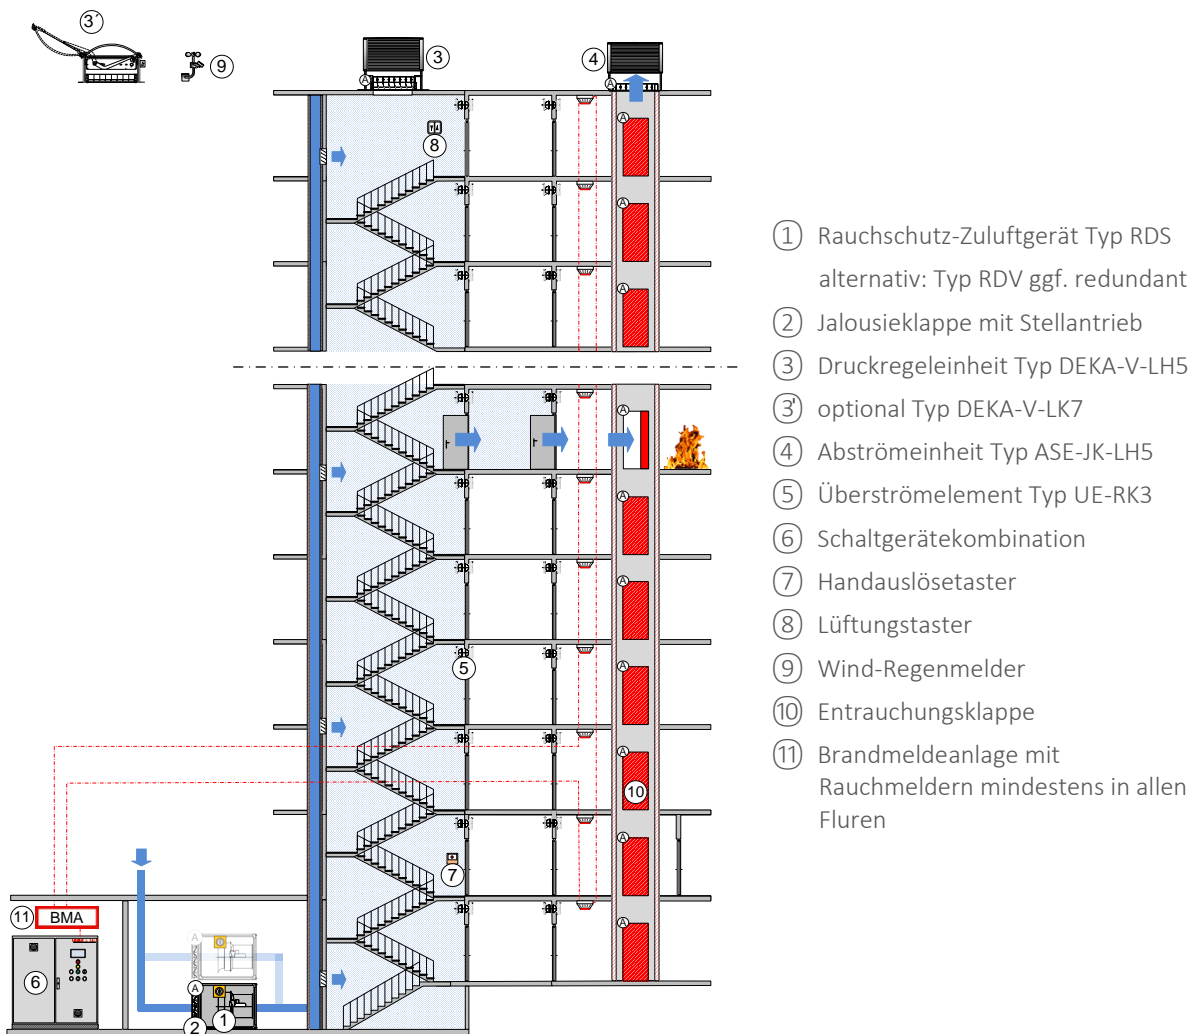 3´
9
3
4
A
A
A
8
A
A
① Rauchschutz-Zuluftgerät Typ RDS
alternativ: Typ RDV ggf. redundant
② Jalousieklappe mit Stellantrieb
③ Druckregeleinheit Typ DEKA-V-LH5
③' optional Typ DEKA-V-LK7
④ Abströmeinheit Typ ASE-JK-LH5
⑤ Überströmelement Typ UE-RK3
⑥ Schaltgerätekombination
⑦ Handauslösetaster
⑧ Lüftungstaster
⑨ Wind-Regenmelder
⑩ Entrauchungsklappe
⑪ Brandmeldeanlage mit
Rauchmeldern mindestens in allen
Fluren
A
A
A
5
A
A
10
A
7
11 BMA
A
A
6
A
2
1